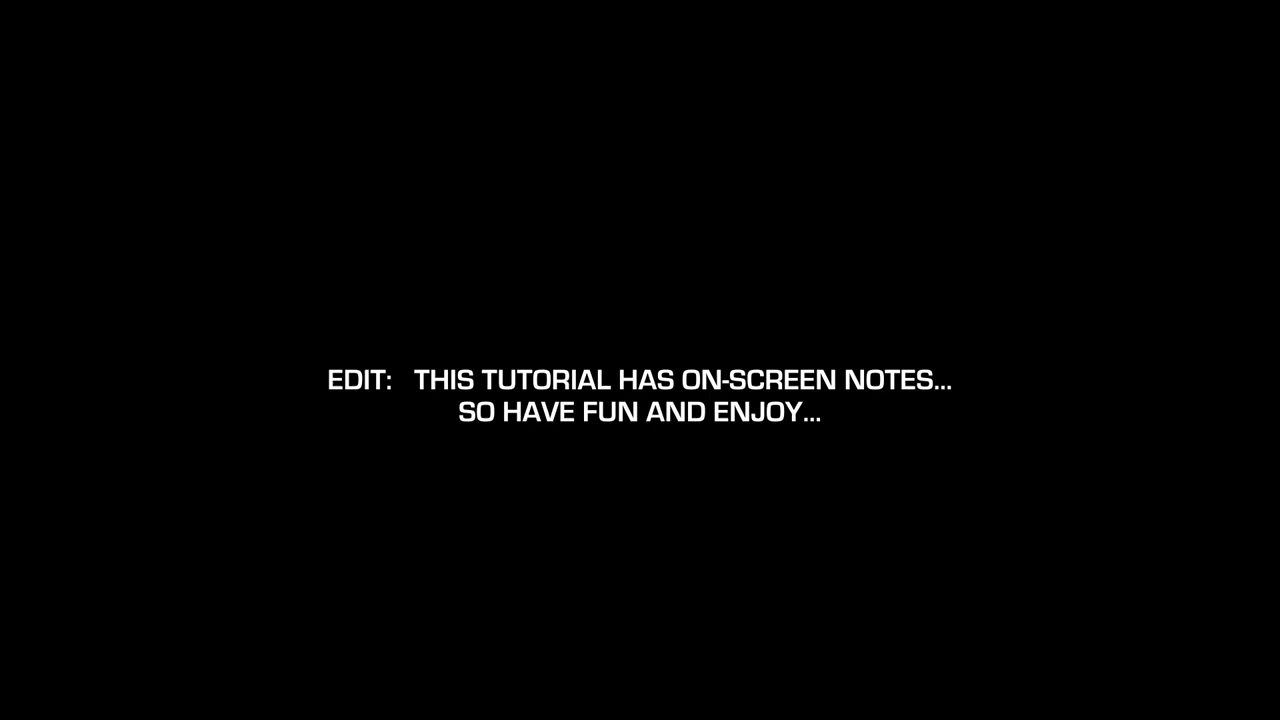 EDIT:   THIS TUTORIAL HAS ON-SCREEN NOTES...
SO HAVE FUN AND ENJOY...